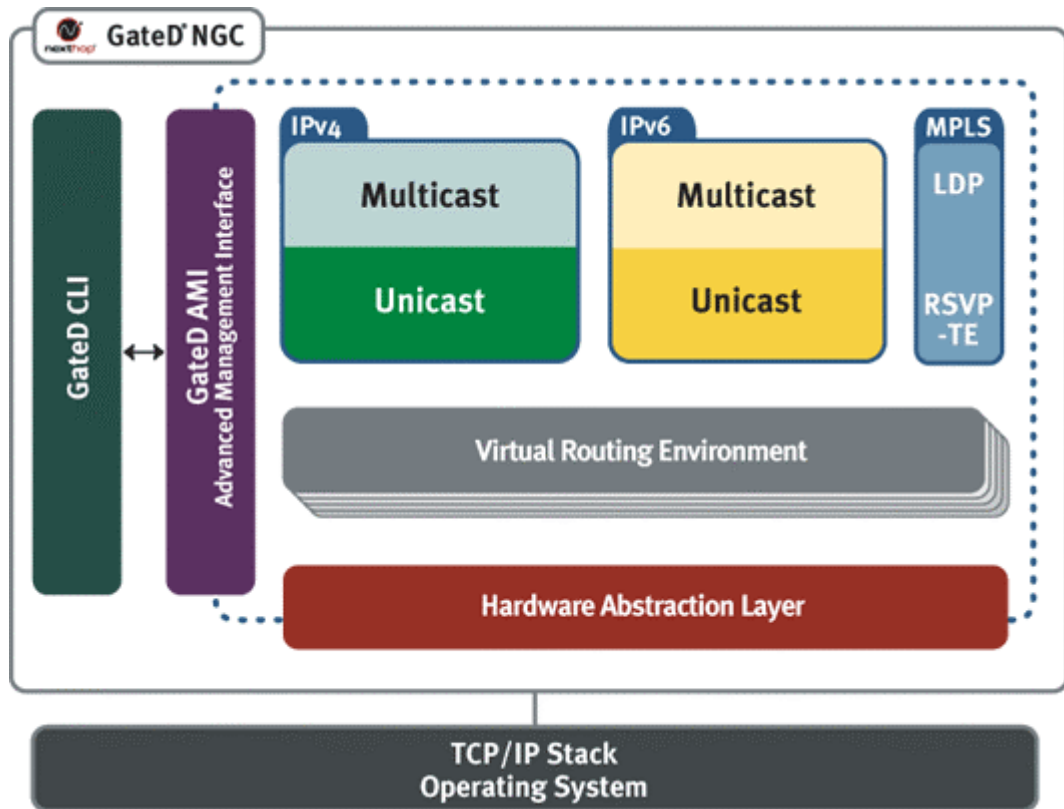 nexthop GateD® NGC
GateD CLI
GateD AMI
Advanced Management Interface
IPv4
Multicast
Unicast
IPv6
Multicast
Unicast
MPLS
LDP
RSVP
-TE
Virtual Routing Environment
Hardware Abstraction Layer
TCP/IP Stack
Operating System